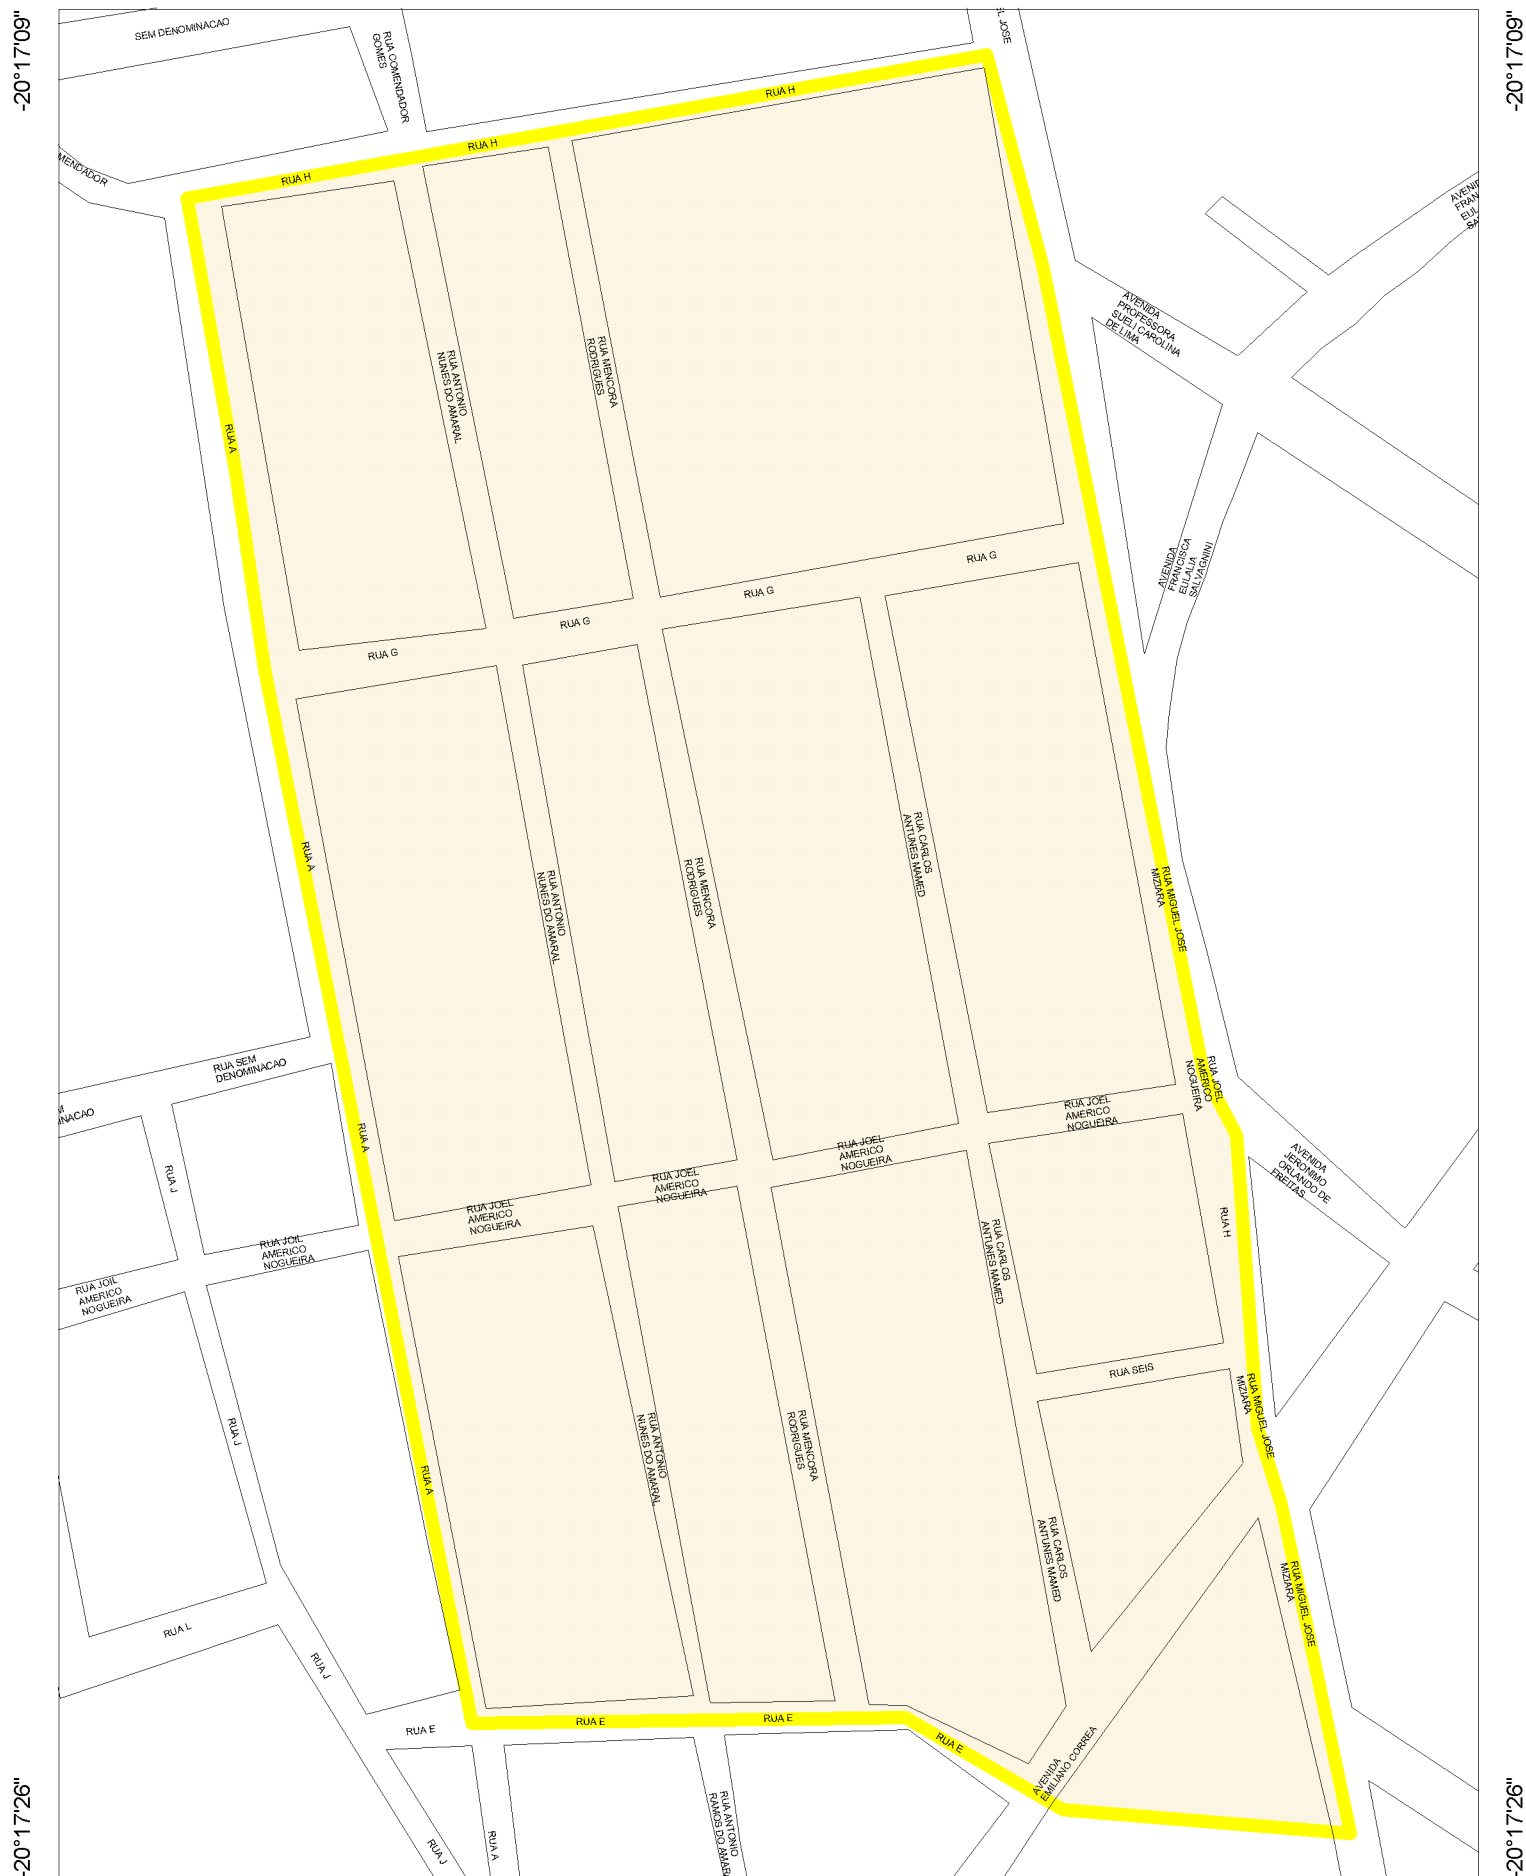 -20°17'09"
-20°17'09"
SEM DENOMINACAO
RUA COMENDADOR
GOMES
EL JOSE
MENDADOR
RUA H
RUA H
RUA H
AVENIDA
PROFESSORA
SUELI CAROLINA
DE LIMA
RUA A
RUA ANTONIO
NUNES DO AMARAL
RUA MENCORA
RODRIGUES
AVENIDA
FRANCISCA
EULALIA
SALVAGNINI
RUA G
RUA G
RUA G
RUA G
RUA A
RUA ANTONIO
NUNES DO AMARAL
RUA MENCORA
RODRIGUES
RUA CARLOS
ANTUNES MAMED
RUA MIGUEL JOSE
MIZIARA
RUA SEM
DENOMINACAO
M
INACAO
RUA A
RUA J
RUA JOEL
AMERICO
NOGUEIRA
RUA JOEL
AMERICO
NOGUEIRA
RUA JOEL
AMERICO
NOGUEIRA
RUA JOEL
AMERICO
NOGUEIRA
RUA JOEL
AMERICO
NOGUEIRA
AVENIDA
JERONIMO
ORLANDO DE
FREITAS
RUA JOIL
AMERICO
NOGUEIRA
RUA JOIL
AMERICO
NOGUEIRA
RUA CARLOS
ANTUNES MAMED
RUA H
RUA SEIS
RUA MIGUEL JOSE
MIZIARA
RUA J
RUA A
RUA ANTONIO
NUNES DO AMARAL
RUA MENCORA
RODRIGUES
RUA CARLOS
ANTUNES MAMED
RUA MIGUEL JOSE
MIZIARA
RUA L
RUA J
RUA E
RUA E
RUA E
RUA E
AVENIDA
EMILIANO CORREA
RUA J
RUA A
RUA ANTONIO
RAMOS DO AMAR
-20°17'26"
-20°17'26"